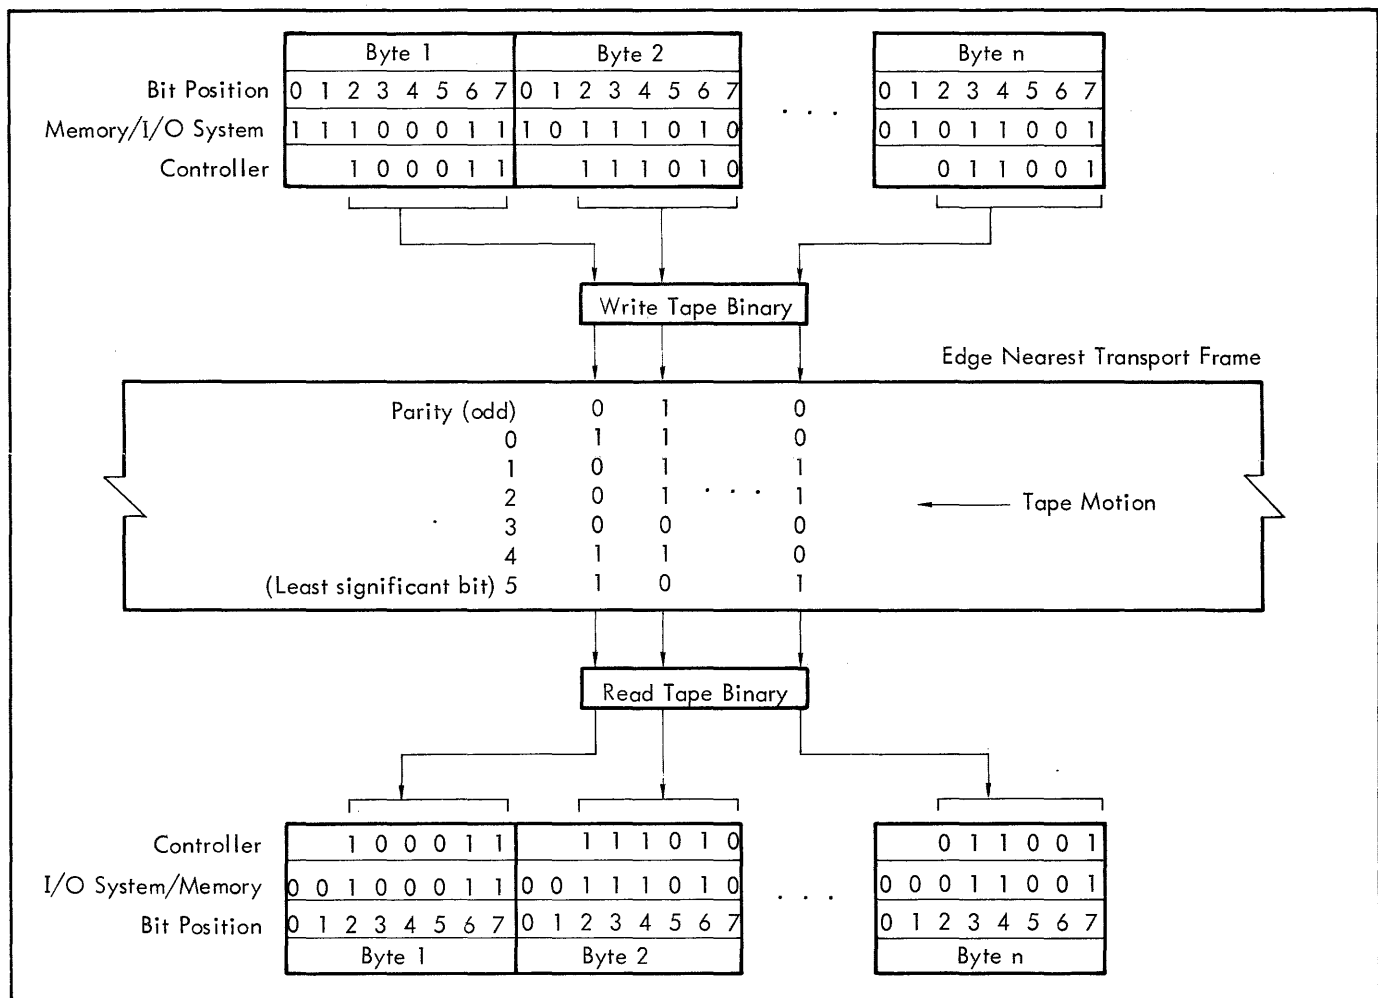 Byte 1 Byte 2 Byte n
Bit Position 0 1 2 3 4 5 6 7 0 1 2 3 4 5 6 7 . . . 0 1 2 3 4 5 6 7
Memory/I/O System 1 1 1 0 0 0 1 1 1 0 1 1 1 0 1 0 0 1 0 1 1 0 0 1
Controller 1 0 0 0 1 1 1 1 1 0 1 0 0 1 1 0 0 1
Write Tape Binary
Edge Nearest Transport Frame
Parity (odd) 0 1 0
0 1 1 0
1 0 1 1
2 0 1 . . . 1 Tape Motion
3 0 0 0
4 1 1 0
(Least significant bit) 5 1 0 1
Read Tape Binary
Controller 1 0 0 0 1 1 1 1 1 0 1 0 0 1 1 0 0 1
I/O System/Memory 0 0 1 0 0 0 1 1 0 0 1 1 1 0 1 0 . . . 0 0 0 1 1 0 0 1
Bit Position 0 1 2 3 4 5 6 7 0 1 2 3 4 5 6 7 0 1 2 3 4 5 6 7
Byte 1 Byte 2 Byte n